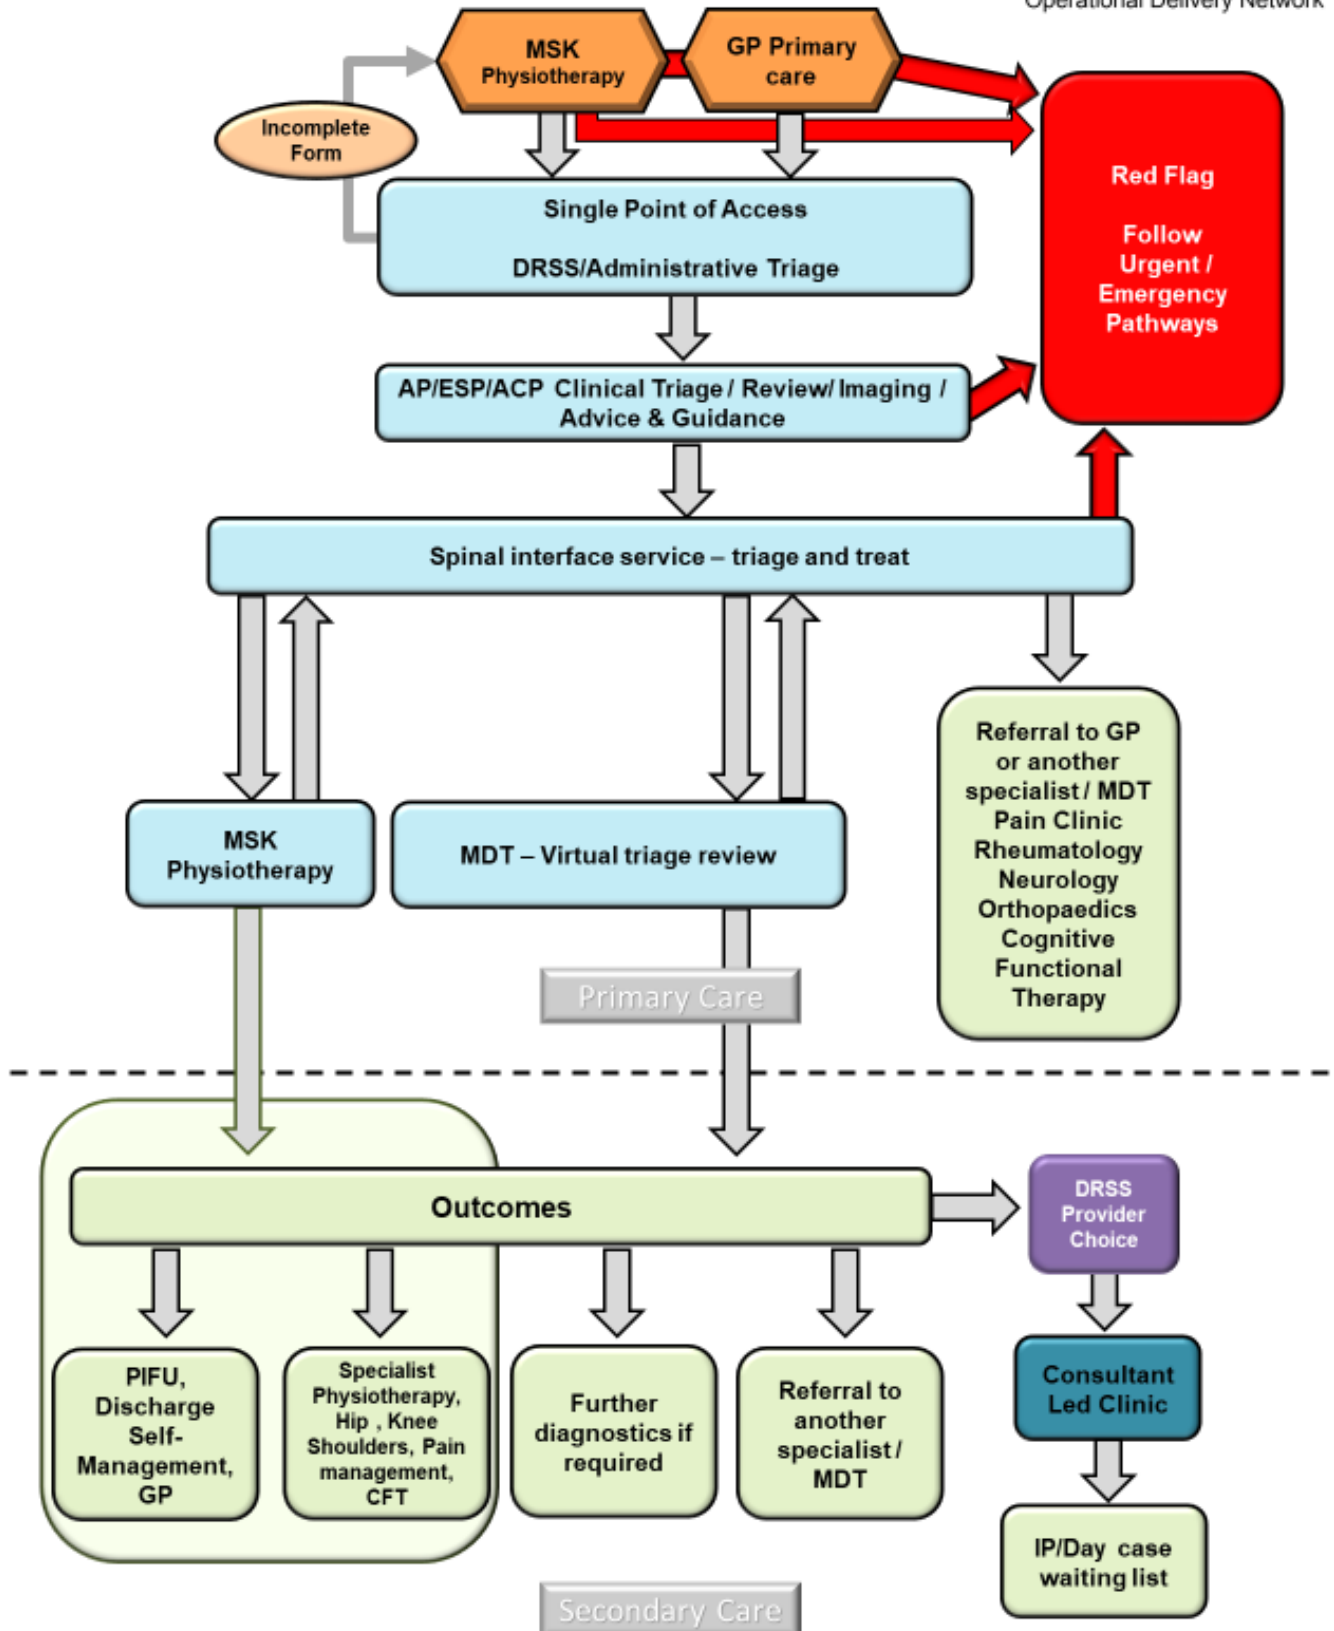 Operational Delivery Network
MSK
Physiotherapy
GP Primary
care
Incomplete
Form
Red Flag
Follow
Urgent /
Emergency
Pathways
Single Point of Access
DRSS/Administrative Triage
AP/ESP/ACP Clinical Triage / Review/ Imaging /
Advice & Guidance
Spinal interface service – triage and treat
MSK
Physiotherapy
MDT – Virtual triage review
Referral to GP
or another
specialist / MDT
Pain Clinic
Rheumatology
Neurology
Orthopaedics
Cognitive
Functional
Therapy
Primary Care
Outcomes
DRSS
Provider
Choice
PIFU,
Discharge
Self-
Management,
GP
Specialist
Physiotherapy,
Hip , Knee
Shoulders, Pain
management,
CFT
Further
diagnostics if
required
Referral to
another
specialist /
MDT
Consultant
Led Clinic
IP/Day case
waiting list
Secondary Care